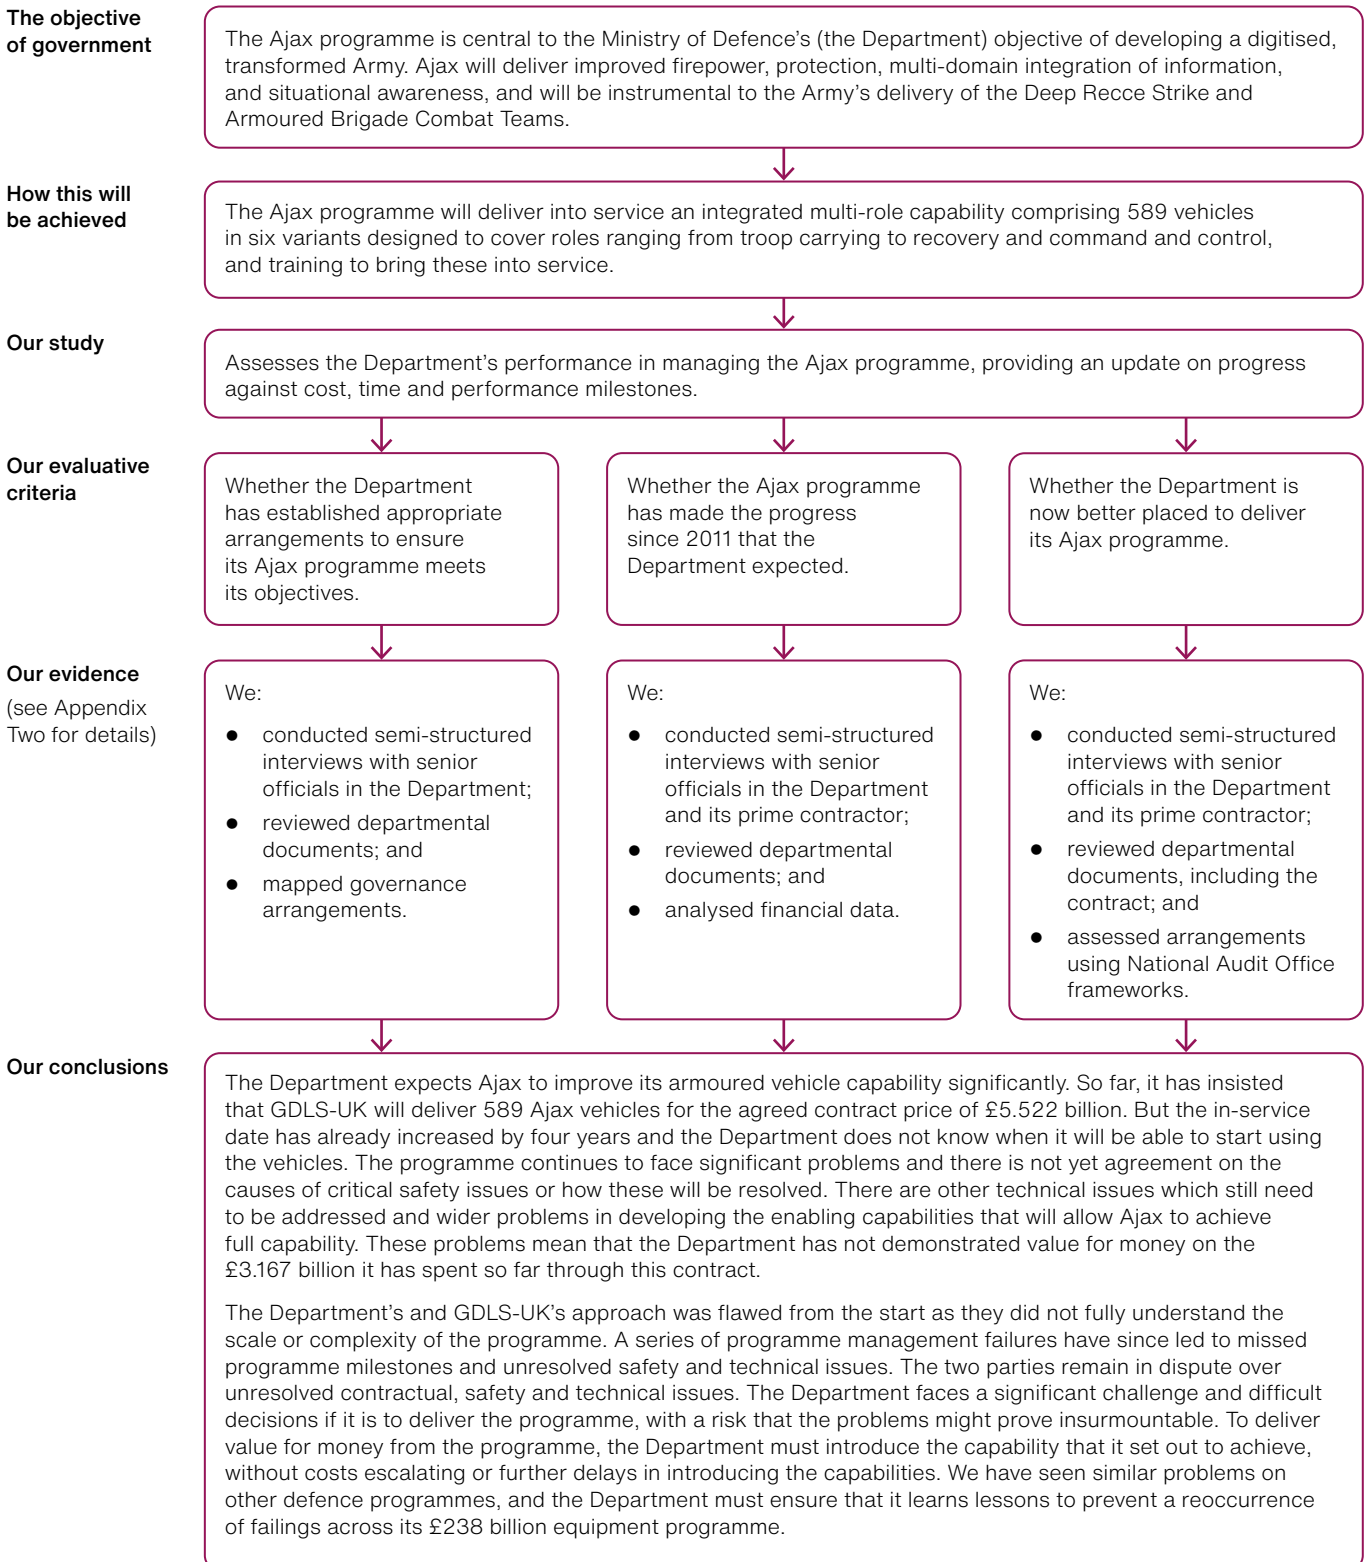 The objective
of government
The Ajax programme is central to the Ministry of Defence's (the Department) objective of developing a digitised,
transformed Army. Ajax will deliver improved firepower, protection, multi-domain integration of information,
and situational awareness, and will be instrumental to the Army's delivery of the Deep Recce Strike and
Armoured Brigade Combat Teams.
How this will
be achieved
The Ajax programme will deliver into service an integrated multi-role capability comprising 589 vehicles
in six variants designed to cover roles ranging from troop carrying to recovery and command and control,
and training to bring these into service.
Our study
Assesses the Department's performance in managing the Ajax programme, providing an update on progress
against cost, time and performance milestones.
Our evaluative
criteria
Whether the Department
has established appropriate
arrangements to ensure
its Ajax programme meets
its objectives.
Whether the Ajax programme
has made the progress
since 2011 that the
Department expected.
Whether the Department is
now better placed to deliver
its Ajax programme.
Our evidence
(see Appendix
Two for details)
We:
● conducted semi-structured
interviews with senior
officials in the Department;
● reviewed departmental
documents; and
● mapped governance
arrangements.
We:
● conducted semi-structured
interviews with senior
officials in the Department
and its prime contractor;
● reviewed departmental
documents; and
● analysed financial data.
We:
● conducted semi-structured
interviews with senior
officials in the Department
and its prime contractor;
● reviewed departmental
documents, including the
contract; and
● assessed arrangements
using National Audit Office
frameworks.
Our conclusions
The Department expects Ajax to improve its armoured vehicle capability significantly. So far, it has insisted
that GDLS-UK will deliver 589 Ajax vehicles for the agreed contract price of £5.522 billion. But the in-service
date has already increased by four years and the Department does not know when it will be able to start using
the vehicles. The programme continues to face significant problems and there is not yet agreement on the
causes of critical safety issues or how these will be resolved. There are other technical issues which still need
to be addressed and wider problems in developing the enabling capabilities that will allow Ajax to achieve
full capability. These problems mean that the Department has not demonstrated value for money on the
£3.167 billion it has spent so far through this contract.
The Department's and GDLS-UK's approach was flawed from the start as they did not fully understand the
scale or complexity of the programme. A series of programme management failures have since led to missed
programme milestones and unresolved safety and technical issues. The two parties remain in dispute over
unresolved contractual, safety and technical issues. The Department faces a significant challenge and difficult
decisions if it is to deliver the programme, with a risk that the problems might prove insurmountable. To deliver
value for money from the programme, the Department must introduce the capability that it set out to achieve,
without costs escalating or further delays in introducing the capabilities. We have seen similar problems on
other defence programmes, and the Department must ensure that it learns lessons to prevent a reoccurrence
of failings across its £238 billion equipment programme.